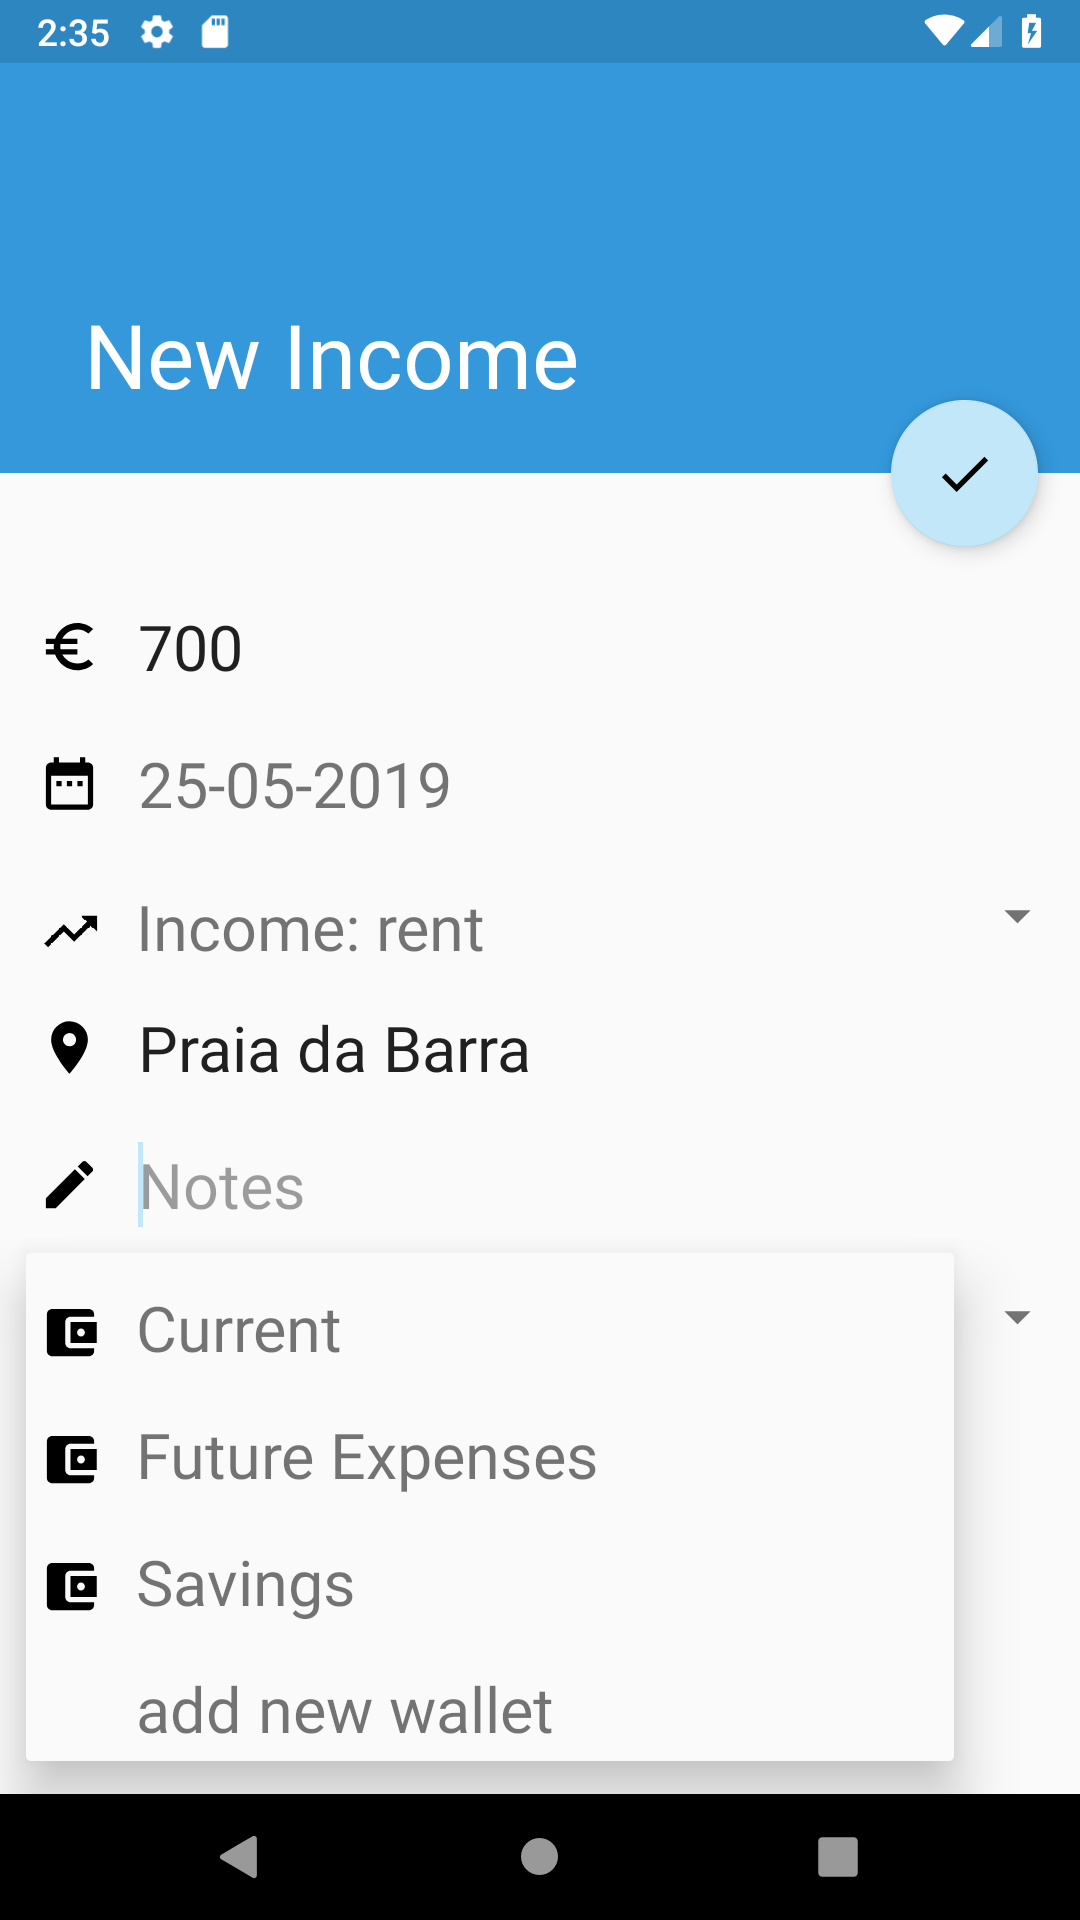 2:35
New Income
700
25-05-2019
Income: rent
Praia da Barra
Notes
Current
Future Expenses
Savings
add new wallet